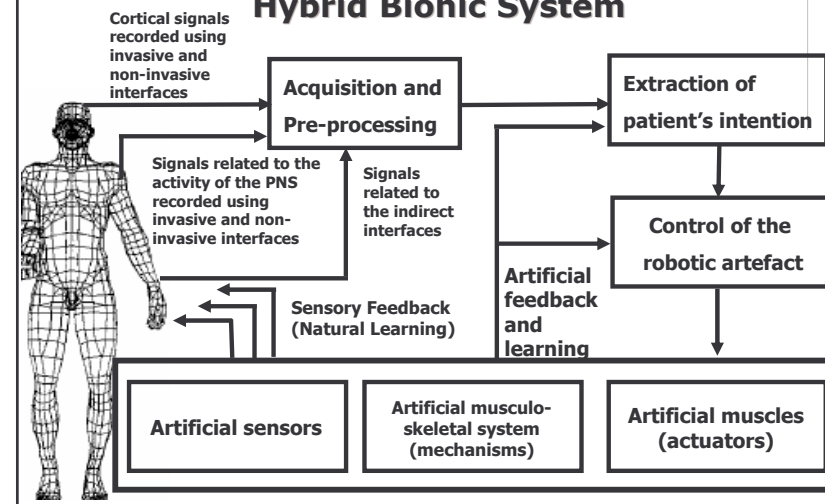 Hybrid Bionic System
Cortical signals
recorded using
invasive and
non-invasive
interfaces
Acquisition and
Pre-processing
Extraction of
patient's intention
Signals related to the
activity of the PNS
recorded using
invasive and non-
invasive interfaces
Signals
related to
the indirect
interfaces
Control of the
robotic artefact
Sensory Feedback
(Natural Learning)
Artificial
feedback
and
learning
Artificial sensors
Artificial musculo-
skeletal system
(mechanisms)
Artificial muscles
(actuators)